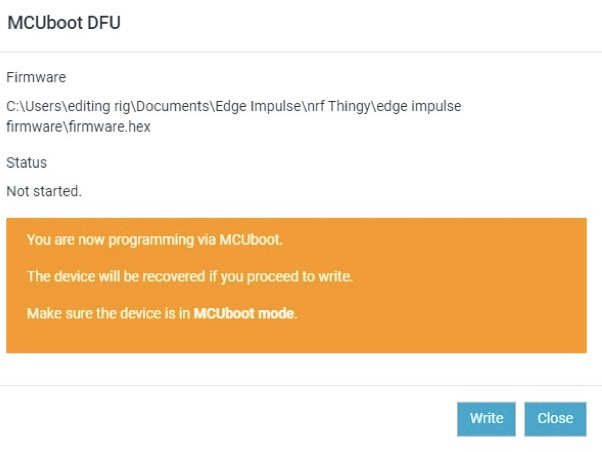 MCUboot DFU
Firmware
C:\Users\editing rig\Documents\Edge Impulse\nrf Thingy\edge impulse
firmware\firmware.hex
Status
Not started.
You are now programming via MCUboot.
The device will be recovered if you proceed to write.
Make sure the device is in MCUboot mode.
Write
Close